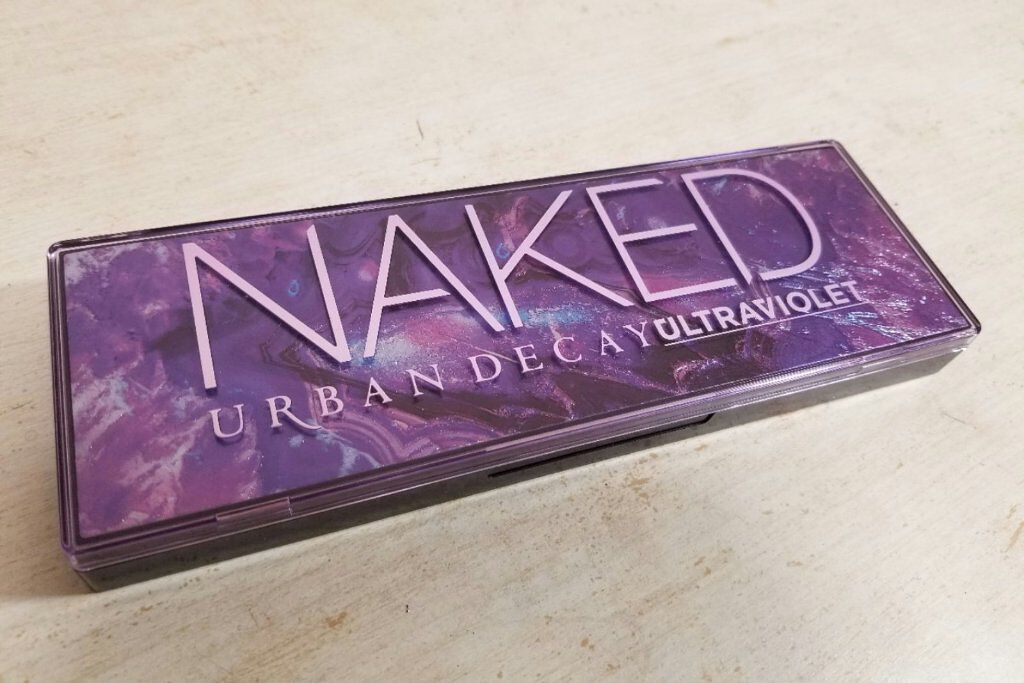 NAKED
URBAN DECAY ULTRAVIOLET